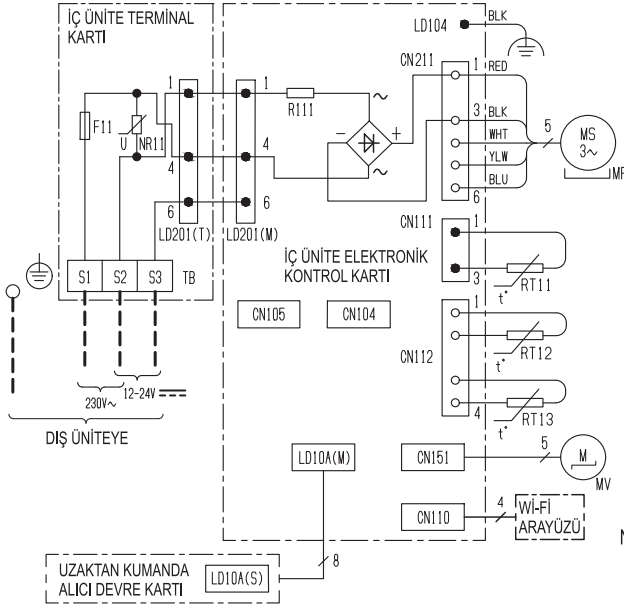 İÇ ÜNİTE TERMİNAL
KARTI
LD104
BLK
CN211
1
RED
1
1
R111
F11
U
NR11
3
BLK
WHT
5
MS
3~
YLW
BLU
MF
4
4
6
6
6
LD201(T)
LD201(M)
İÇ ÜNİTE ELEKTRONİK
KONTROL KARTI
CN111
1
3
RT11
t°
S1
S2
S3
TB
CN105
CN104
1
CN112
RT12
t°
4
RT13
t°
230V~
12-24V
DIŞ ÜNİTEYE
LD10A(M)
CN151
5
M
MV
CN110
4
Wİ-Fİ
ARAYÜZÜ
N
8
UZAKTAN KUMANDA
ALICI DEVRE KARTI
LD10A(S)